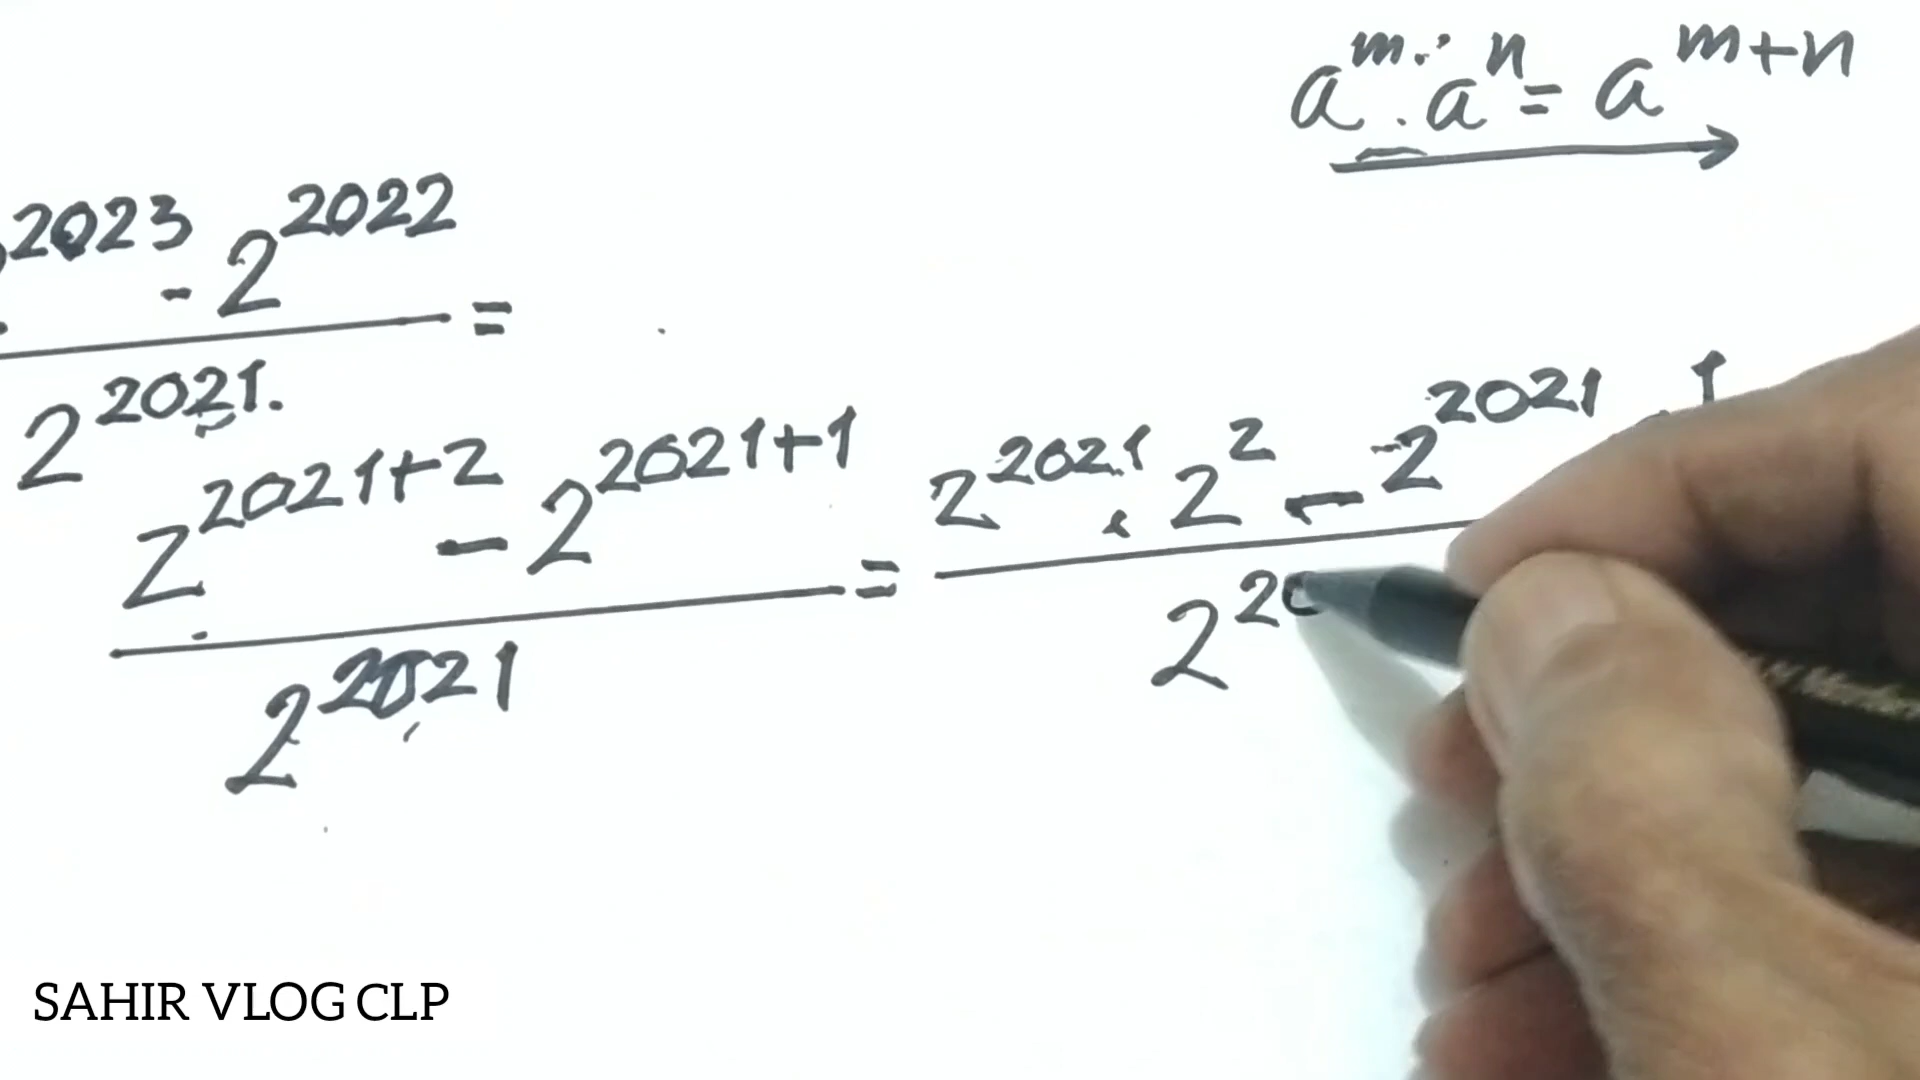 a^m . a^n = a^(m+n)
2023 - 2^2022 =
2^2021.
2^(2021+2) - 2^(2021+1) = 2^2021 . 2^2 - 2^2021
2^2021 2^2
SAHIR VLOG CLP